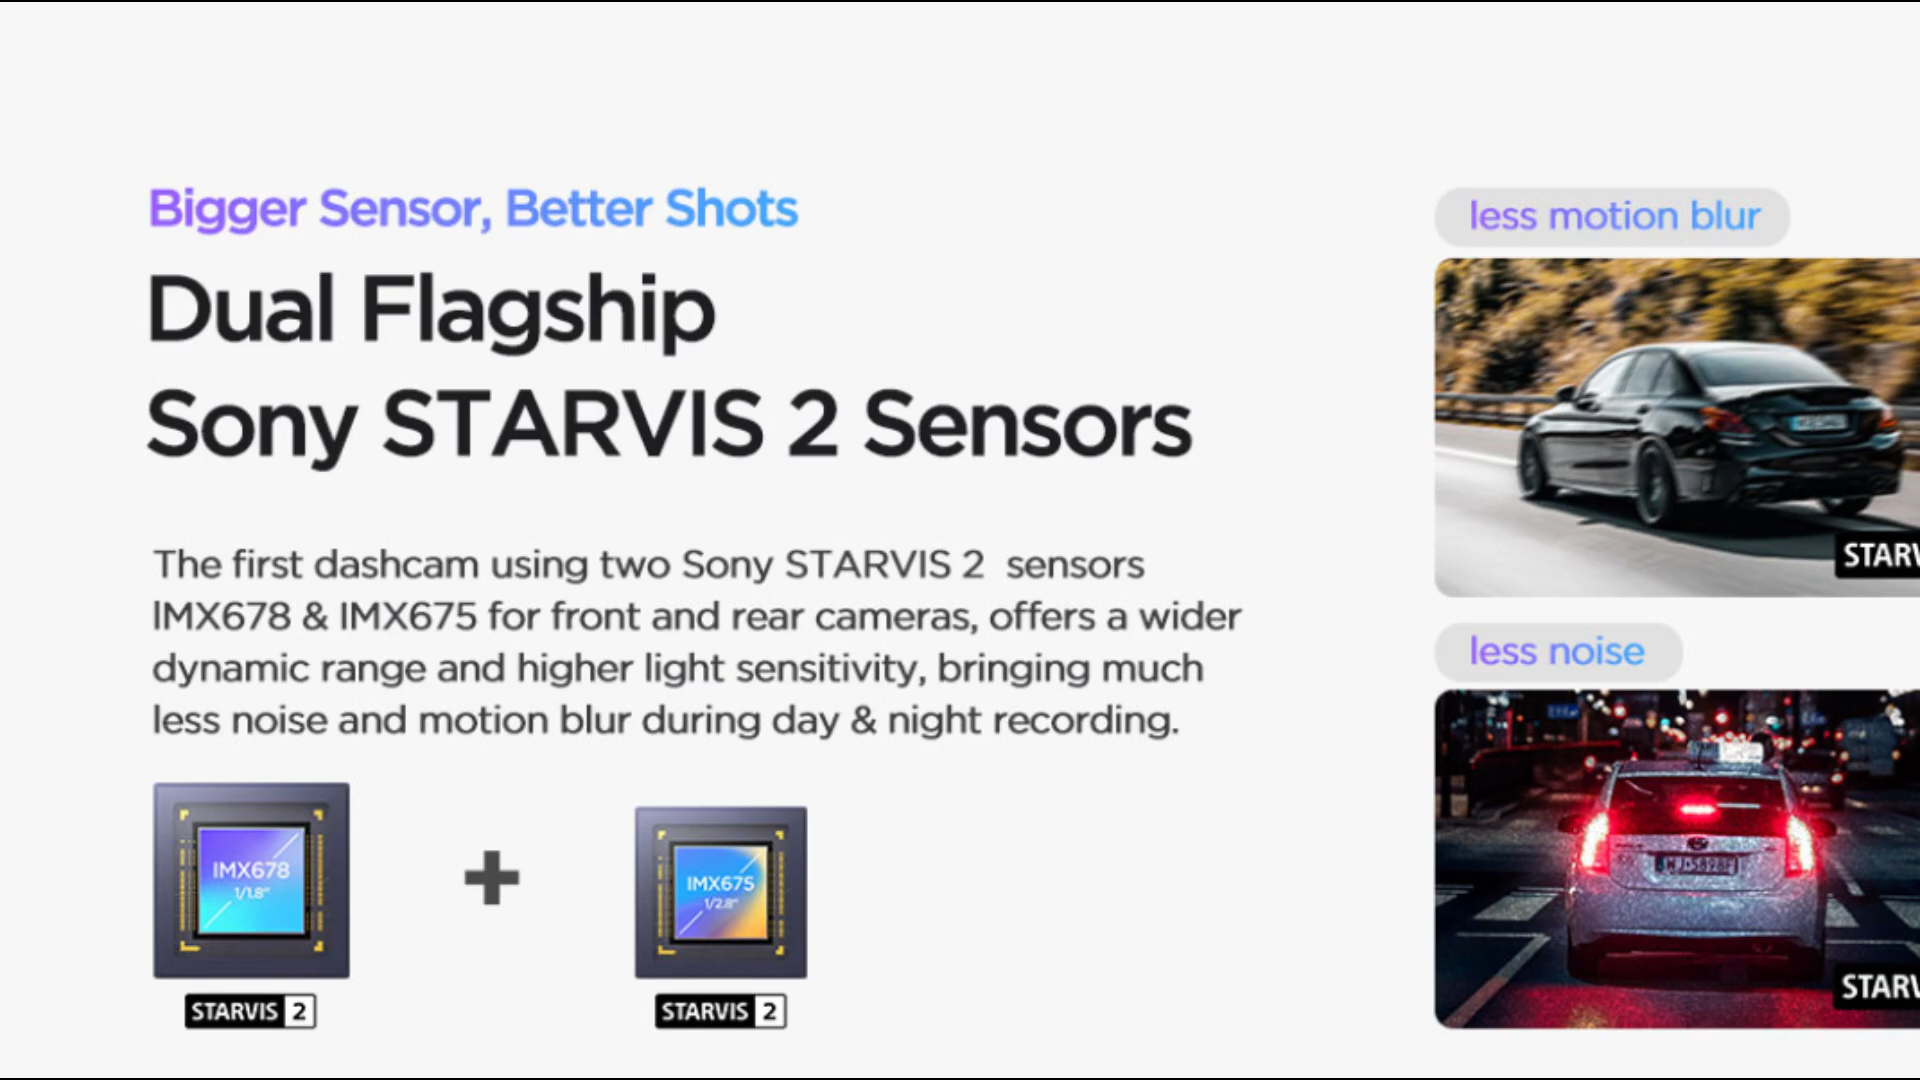 Bigger Sensor, Better Shots
Dual Flagship
Sony STARVIS 2 Sensors
The first dashcam using two Sony STARVIS 2 sensors
IMX678 & IMX675 for front and rear cameras, offers a wider
dynamic range and higher light sensitivity, bringing much
less noise and motion blur during day & night recording.
IMX678
1/1.8"
STARVIS 2
+
IMX675
1/2.8"
STARVIS 2
less motion blur
STARV
less noise
STARV